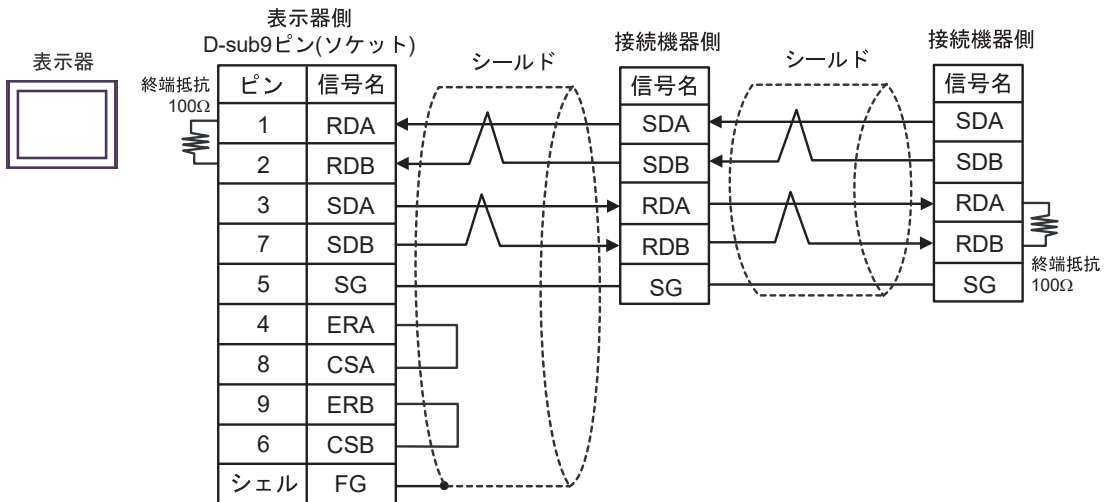 表示器
表示器側
D-sub9ピン(ソケット)
終端抵抗
100Ω
ピン 信号名
1 RDA
2 RDB
3 SDA
7 SDB
5 SG
4 ERA
8 CSA
9 ERB
6 CSB
シェル FG
シールド
接続機器側
信号名
SDA
SDB
RDA
RDB
SG
シールド
接続機器側
信号名
SDA
SDB
RDA
RDB
SG
終端抵抗
100Ω